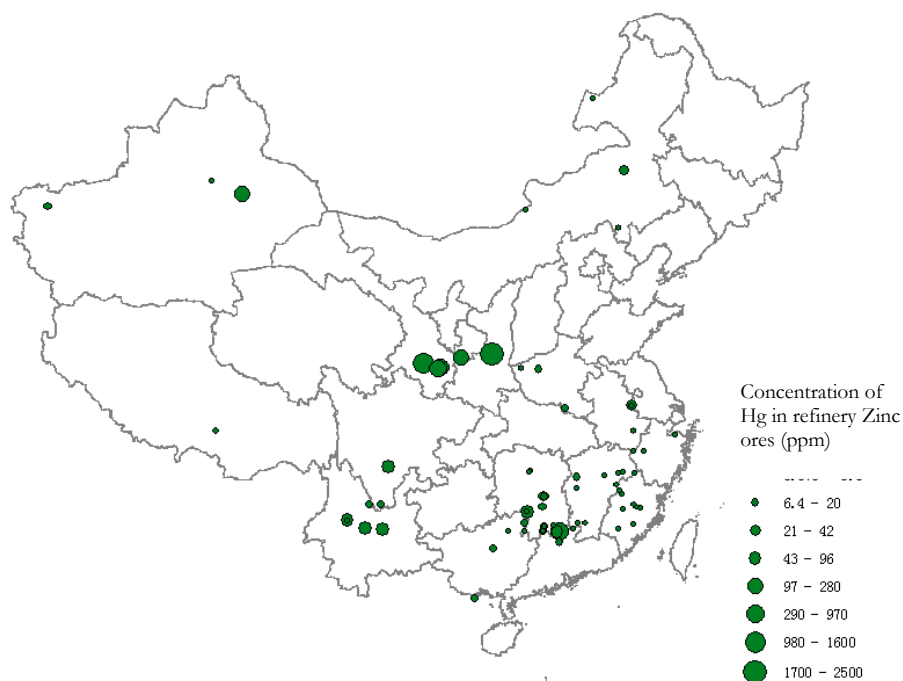 Concentration of
Hg in refinery Zinc
ores (ppm)
6.4 - 20
21 - 42
43 - 96
97 - 280
290 - 970
980 - 1600
1700 - 2500